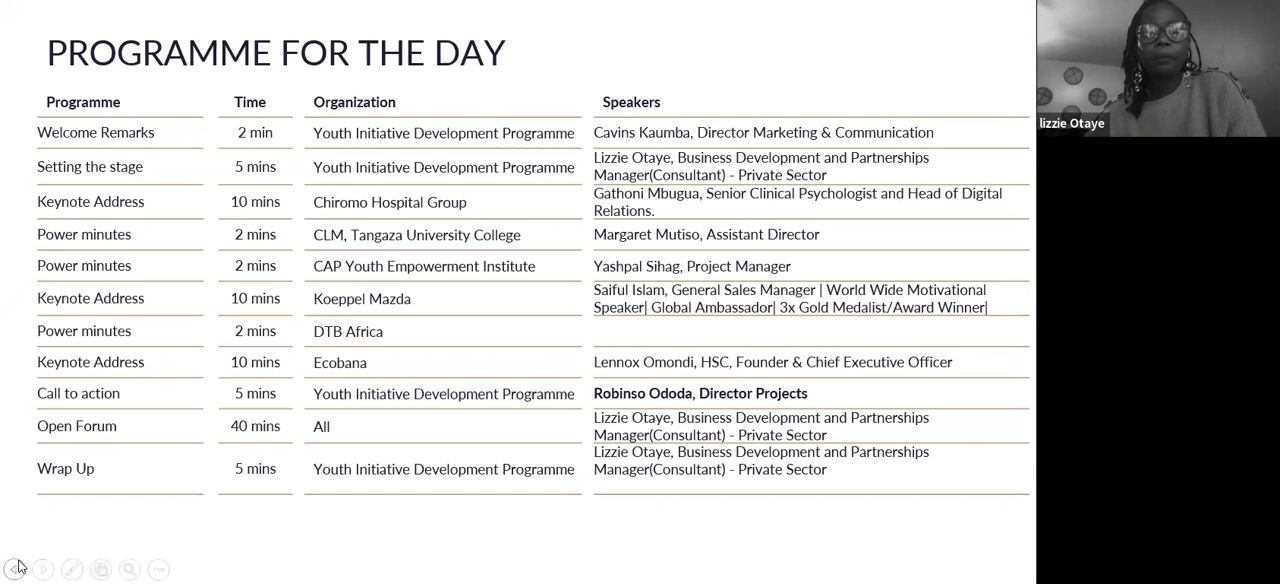 PROGRAMME FOR THE DAY
Programme Time Organization Speakers
Welcome Remarks 2 min Youth Initiative Development Programme Cavins Kaumba, Director Marketing & Communication
Setting the stage 5 mins Youth Initiative Development Programme Lizzie Otaye, Business Development and Partnerships
Manager(Consultant) - Private Sector
Keynote Address 10 mins Chiromo Hospital Group Gathoni Mbugua, Senior Clinical Psychologist and Head of Digital
Relations.
Power minutes 2 mins CLM, Tangaza University College Margaret Mutiso, Assistant Director
Power minutes 2 mins CAP Youth Empowerment Institute Yashpal Sihag, Project Manager
Keynote Address 10 mins Koeppel Mazda Saiful Islam, General Sales Manager | World Wide Motivational
Speaker| Global Ambassador| 3x Gold Medalist/Award Winner|
Power minutes 2 mins DTB Africa
Keynote Address 10 mins Ecobana Lennox Omondi, HSC, Founder & Chief Executive Officer
Call to action 5 mins Youth Initiative Development Programme Robinso Ododa, Director Projects
Open Forum 40 mins All Lizzie Otaye, Business Development and Partnerships
Manager(Consultant) - Private Sector
Wrap Up 5 mins Youth Initiative Development Programme Lizzie Otaye, Business Development and Partnerships
Manager(Consultant) - Private Sector
lizzie Otaye